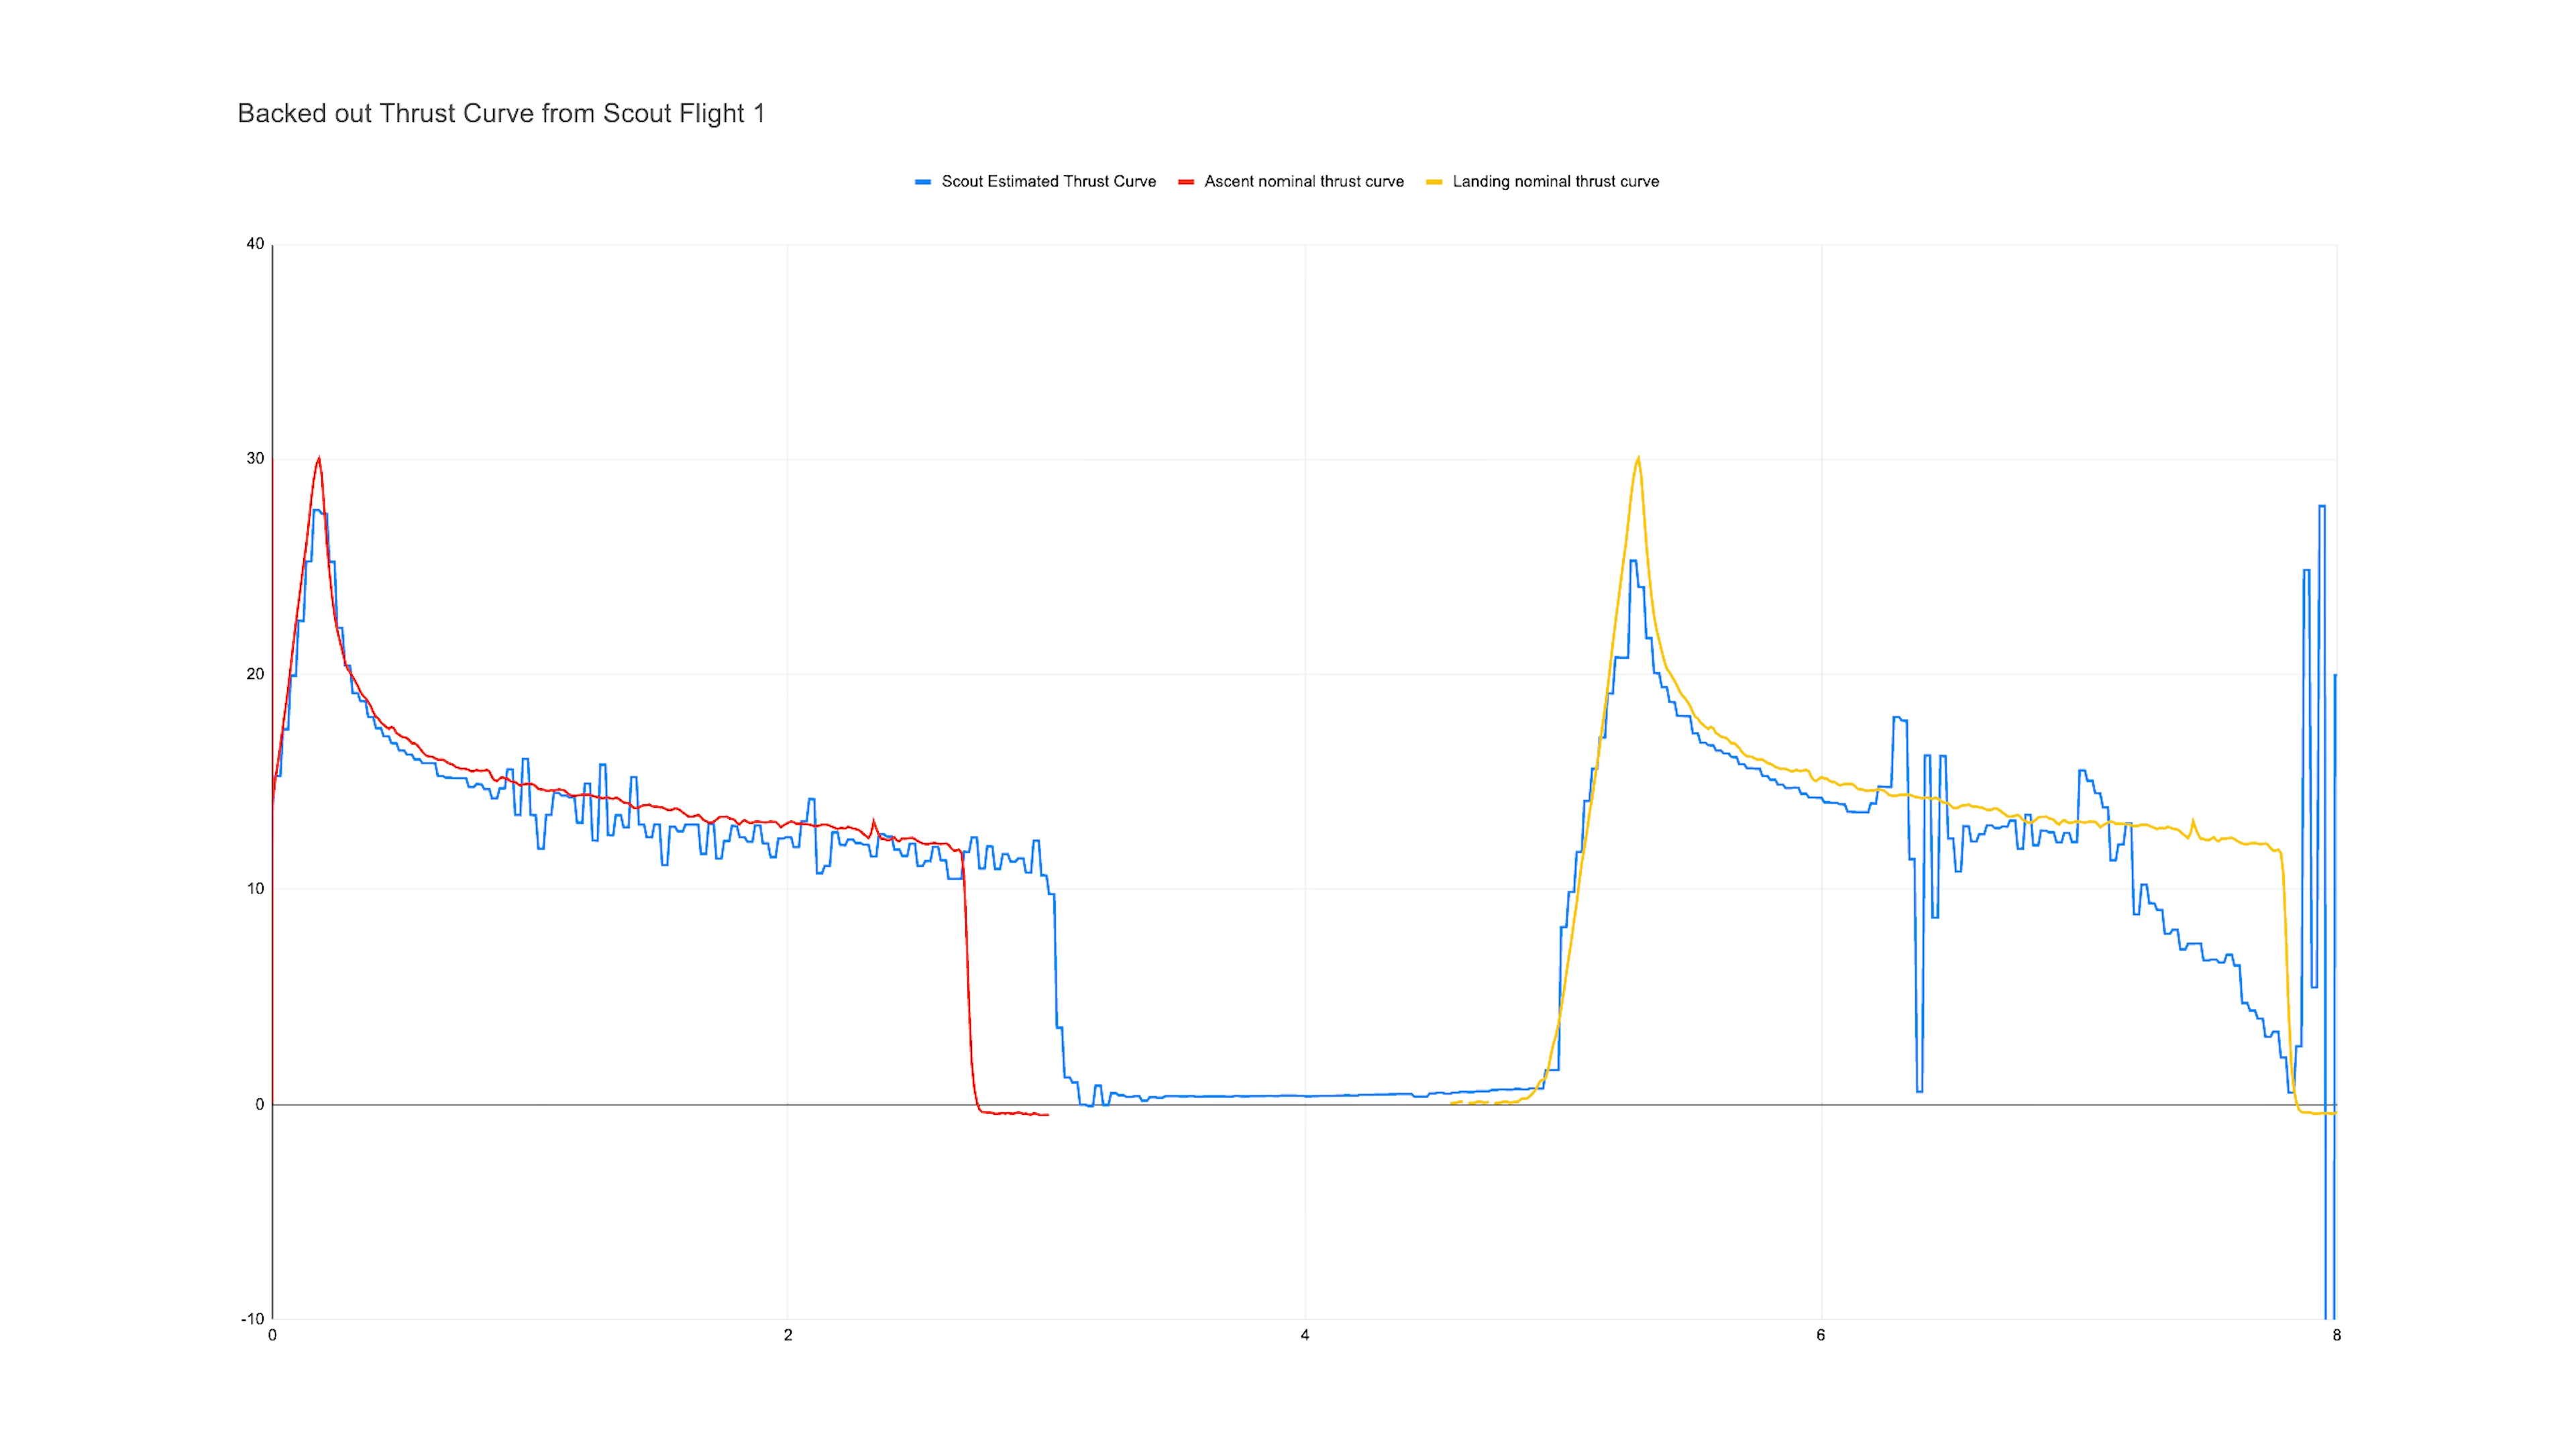 Backed out Thrust Curve from Scout Flight 1
Scout Estimated Thrust Curve Ascent nominal thrust curve Landing nominal thrust curve
40
30
20
10
0
-10
0 2 4 6 8